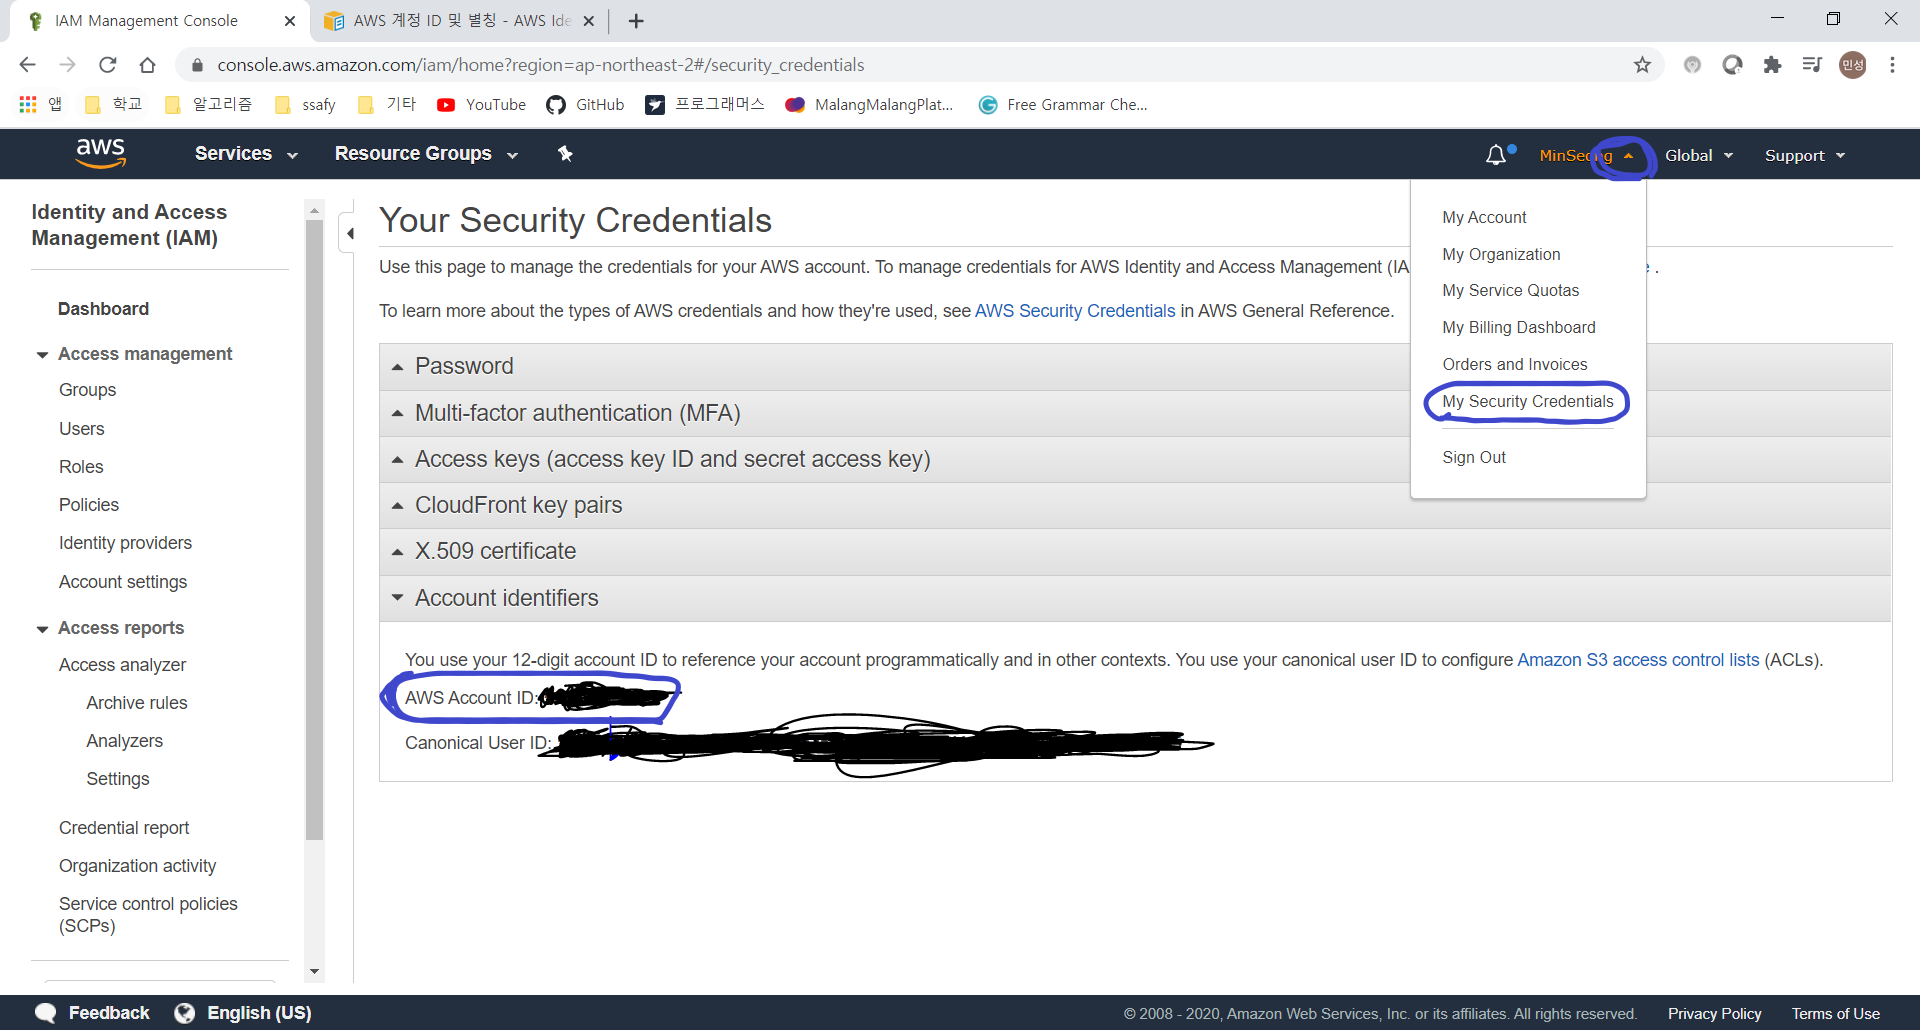 IAM Management Console
AWS 계정 ID 및 별칭 - AWS Ide
console.aws.amazon.com/iam/home?region=ap-northeast-2#/security_credentials
민성
앱 학교 알고리즘 ssafy 기타 YouTube GitHub 프로그래머스 MalangMalangPlat... Free Grammar Che...
aws Services Resource Groups MinSeong Global Support
Identity and Access
Management (IAM)
Dashboard
Access management
Groups
Users
Roles
Policies
Identity providers
Account settings
Access reports
Access analyzer
Archive rules
Analyzers
Settings
Credential report
Organization activity
Service control policies
(SCPs)
Your Security Credentials
Use this page to manage the credentials for your AWS account. To manage credentials for AWS Identity and Access Management (IA
.
To learn more about the types of AWS credentials and how they're used, see AWS Security Credentials in AWS General Reference.
Password
Multi-factor authentication (MFA)
Access keys (access key ID and secret access key)
CloudFront key pairs
X.509 certificate
Account identifiers
You use your 12-digit account ID to reference your account programmatically and in other contexts. You use your canonical user ID to configure Amazon S3 access control lists (ACLs).
AWS Account ID:
Canonical User ID:
My Account
My Organization
My Service Quotas
My Billing Dashboard
Orders and Invoices
My Security Credentials
Sign Out
Feedback English (US) © 2008 - 2020, Amazon Web Services, Inc. or its affiliates. All rights reserved. Privacy Policy Terms of Use